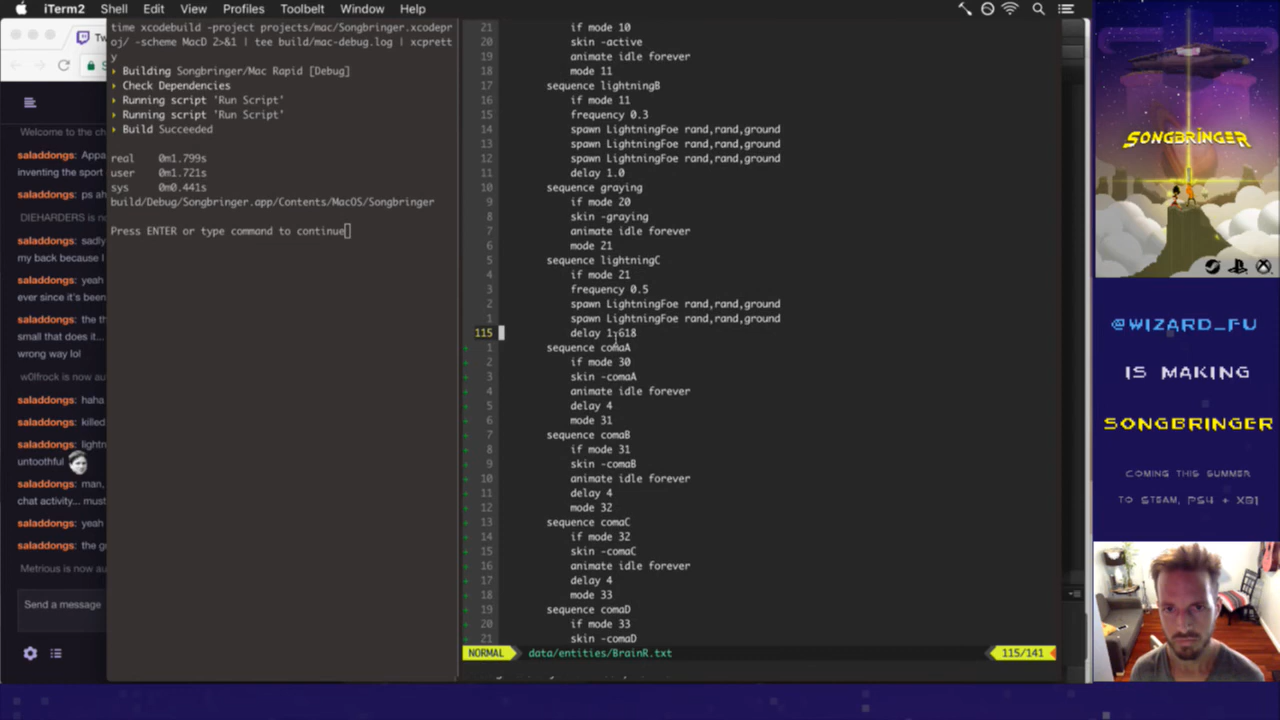 iTerm2 Shell Edit View Profiles Toolbelt Window Help
Tw
Welcome to the ch
saladdongs: Appa
inventing the sport
saladdongs: ps ah
DIEHARDERS is no
saladdongs: sadly
my back because I
saladdongs: yeah
ever since it's been
saladdongs: the th
small that does it...
wrong way lol
w0lfrock is now au
saladdongs: haha
saladdongs: killed
saladdongs: lightn
untoothful
saladdongs: man,
chat activity... must
saladdongs: yeah
saladdongs: the g
Metrious is now au
Send a message
time xcodebuild -project projects/mac/Songbringer.xcodepr
oj/ -scheme MacD 2>&1 | tee build/mac-debug.log | xcprett
y
Building Songbringer/Mac Rapid [Debug]
Check Dependencies
Running script 'Run Script'
Running script 'Run Script'
Build Succeeded
real 0m1.799s
user 0m1.721s
sys 0m0.441s
build/Debug/Songbringer.app/Contents/MacOS/Songbringer
Press ENTER or type command to continue
21 if mode 10
20 skin -active
19 animate idle forever
18 mode 11
17 sequence lightningB
16 if mode 11
15 frequency 0.3
14 spawn LightningFoe rand,rand,ground
13 spawn LightningFoe rand,rand,ground
12 spawn LightningFoe rand,rand,ground
11 delay 1.0
10 sequence graying
9 if mode 20
8 skin -graying
7 animate idle forever
6 mode 21
5 sequence lightningC
4 if mode 21
3 frequency 0.5
2 spawn LightningFoe rand,rand,ground
1 spawn LightningFoe rand,rand,ground
115 delay 1.618
+ 1 sequence comaA
+ 2 if mode 30
+ 3 skin -comaA
+ 4 animate idle forever
+ 5 delay 4
+ 6 mode 31
+ 7 sequence comaB
+ 8 if mode 31
+ 9 skin -comaB
+ 10 animate idle forever
+ 11 delay 4
+ 12 mode 32
+ 13 sequence comaC
+ 14 if mode 32
+ 15 skin -comaC
+ 16 animate idle forever
+ 17 delay 4
+ 18 mode 33
+ 19 sequence comaD
+ 20 if mode 33
+ 21 skin -comaD
NORMAL data/entities/BrainR.txt 115/141
SONGBRINGER
@WIZARD_FU
IS MAKING
SONGBRINGER
COMING THIS SUMMER
TO STEAM, PS4 + XB1